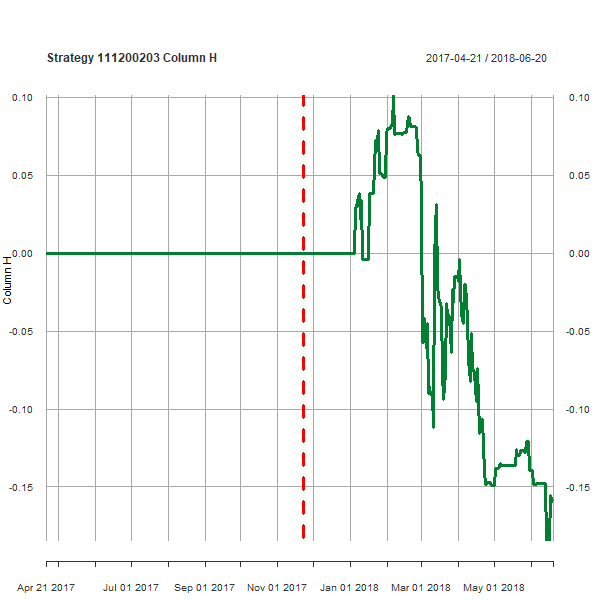 Strategy 111200203 Column H
2017-04-21 / 2018-06-20
0.10 0.10
0.05 0.05
0.00 0.00
Column H
-0.05 -0.05
-0.10 -0.10
-0.15 -0.15
Apr 21 2017 Jul 01 2017 Sep 01 2017 Nov 01 2017 Jan 01 2018 Mar 01 2018 May 01 2018